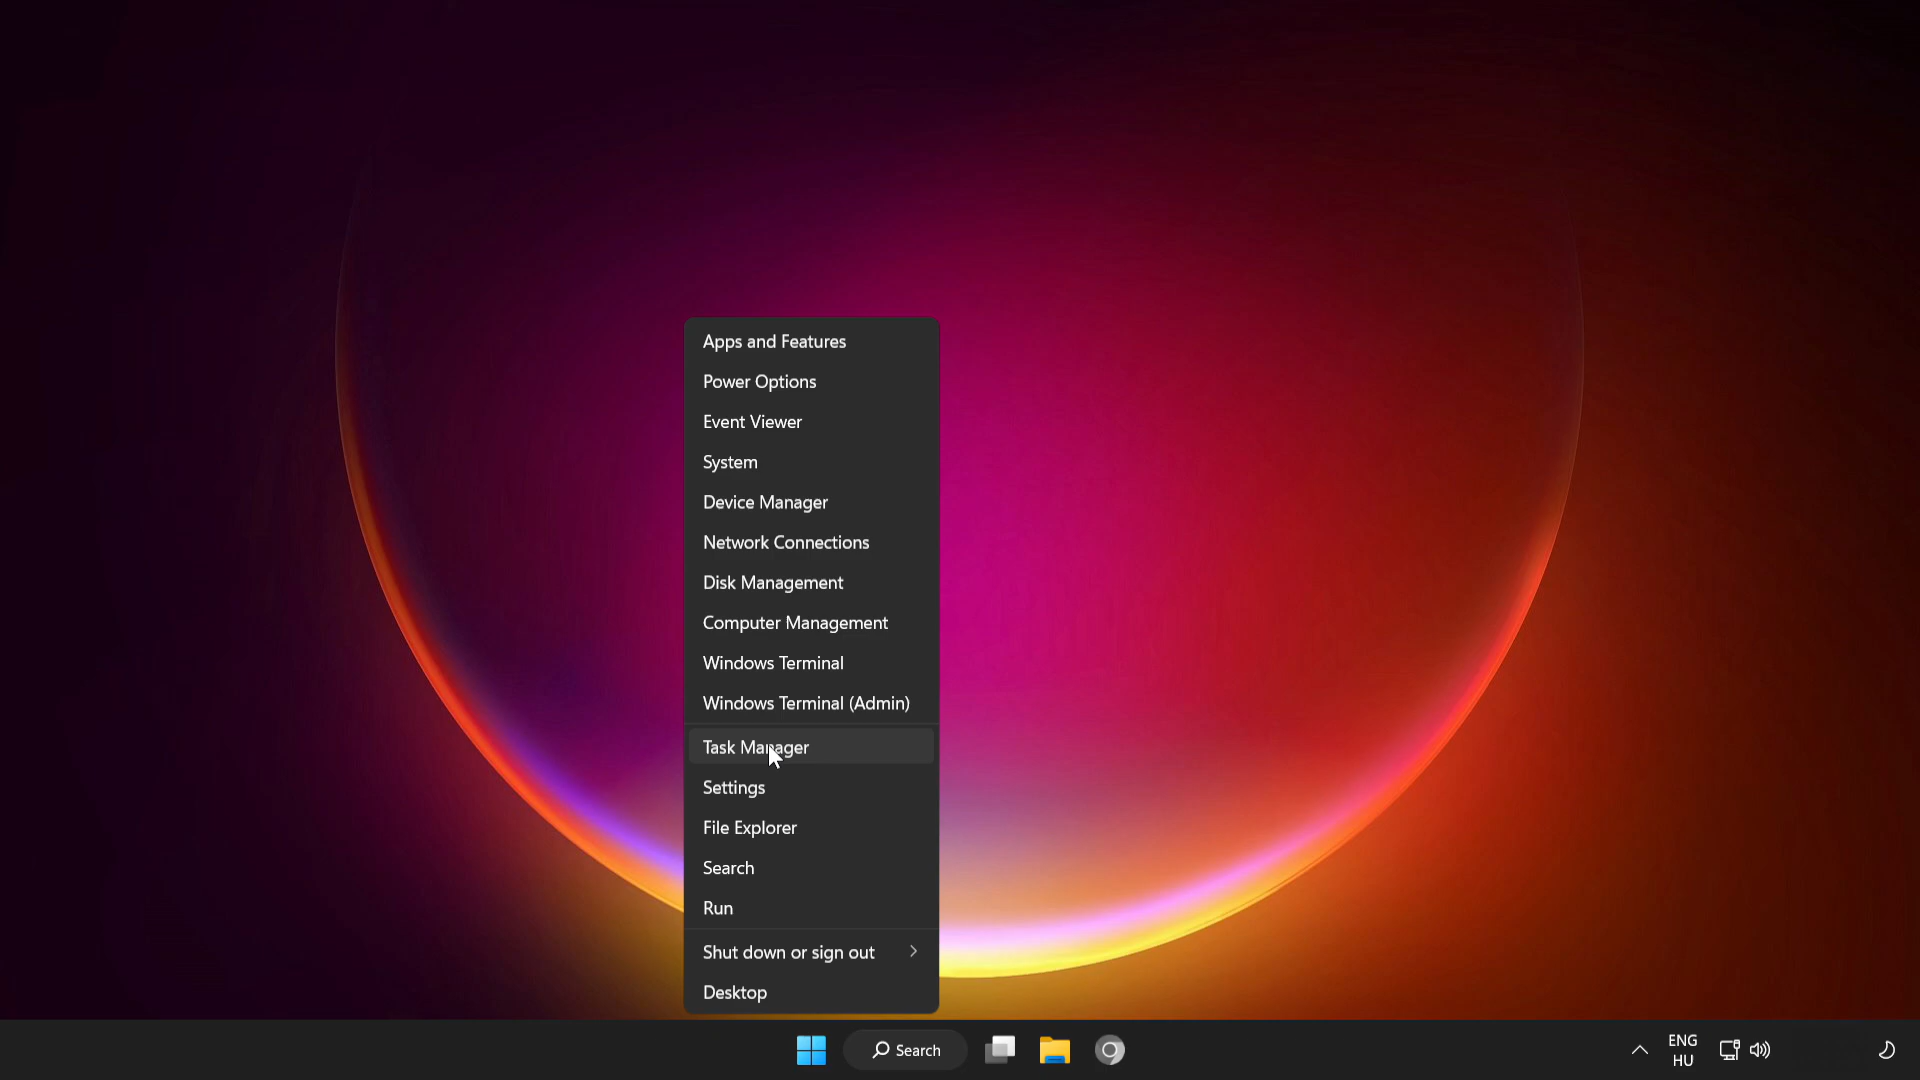 Apps and Features
Power Options
Event Viewer
System
Device Manager
Network Connections
Disk Management
Computer Management
Windows Terminal
Windows Terminal (Admin)
Task Manager
Settings
File Explorer
Search
Run
Shut down or sign out
Desktop
Search
ENG
HU